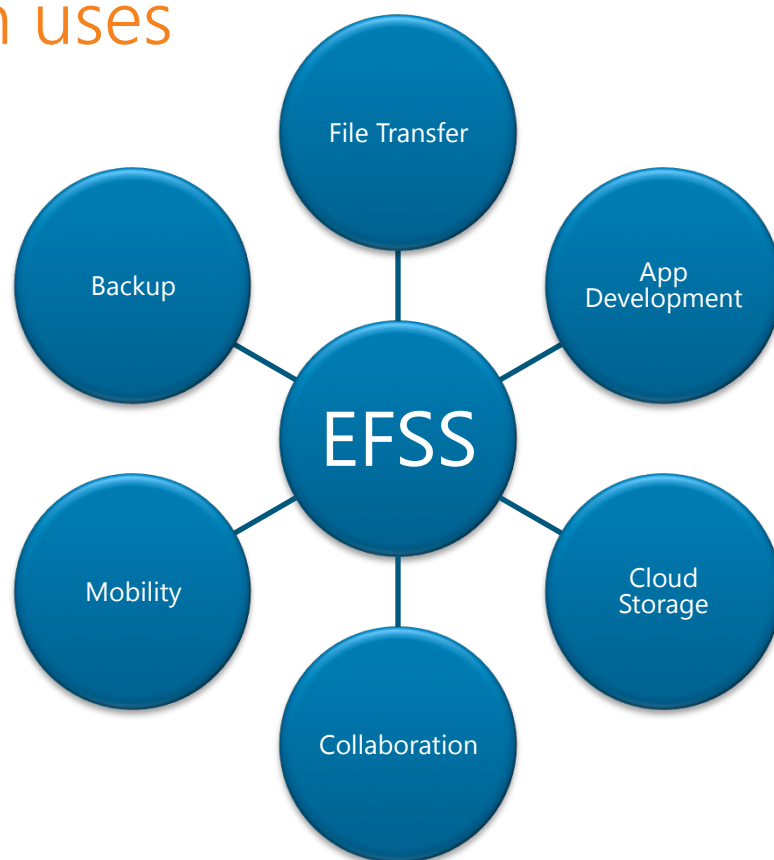 uses
File Transfer
Backup
App
Development
EFSS
Mobility
Cloud
Storage
Collaboration